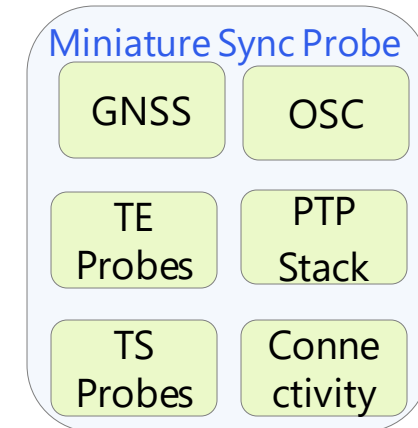 Miniature Sync Probe
GNSS
OSC
TE
Probes
PTP
Stack
TS
Probes
Conne
ctivity